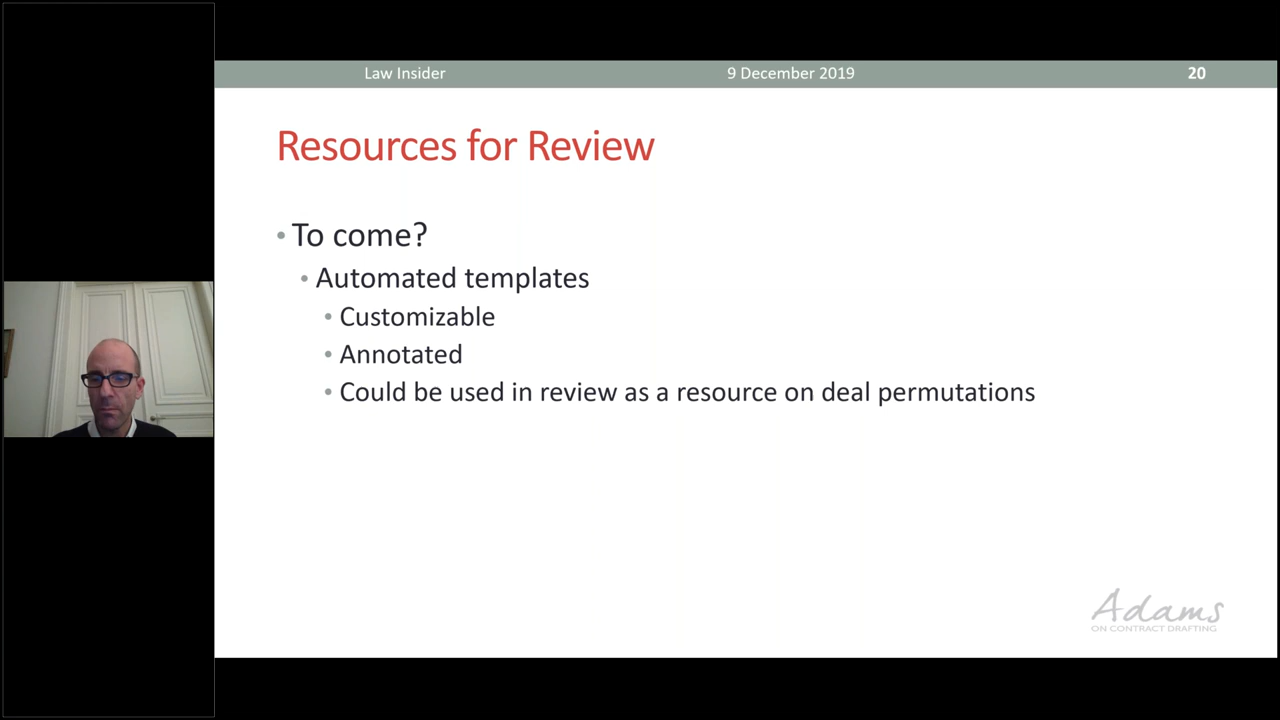 Law Insider
9 December 2019
20
Resources for Review
• To come?
• Automated templates
• Customizable
• Annotated
• Could be used in review as a resource on deal permutations
Adams
ON CONTRACT DRAFTING